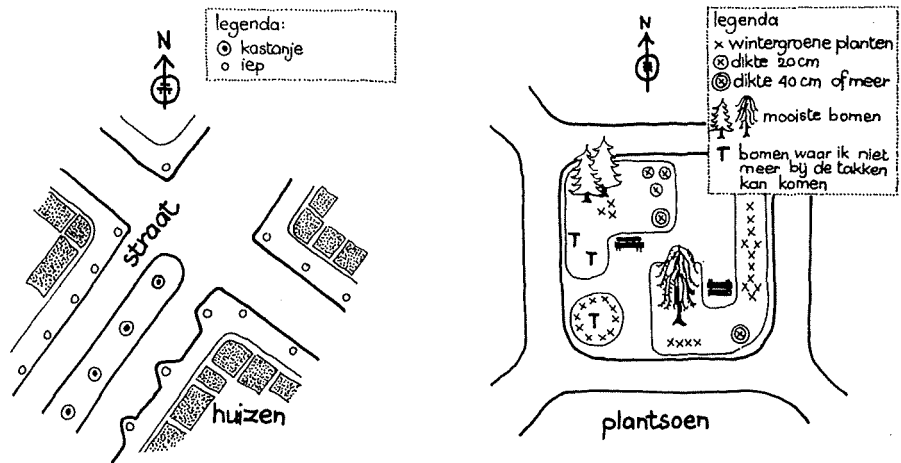 N
legenda:
kastanje
iep
straat
huizen
N
legenda
wintergroene planten
dikte 20 cm
dikte 40 cm of meer
mooiste bomen
T bomen waar ik niet
meer bij de takken
kan komen
T
T
T
plantsoen